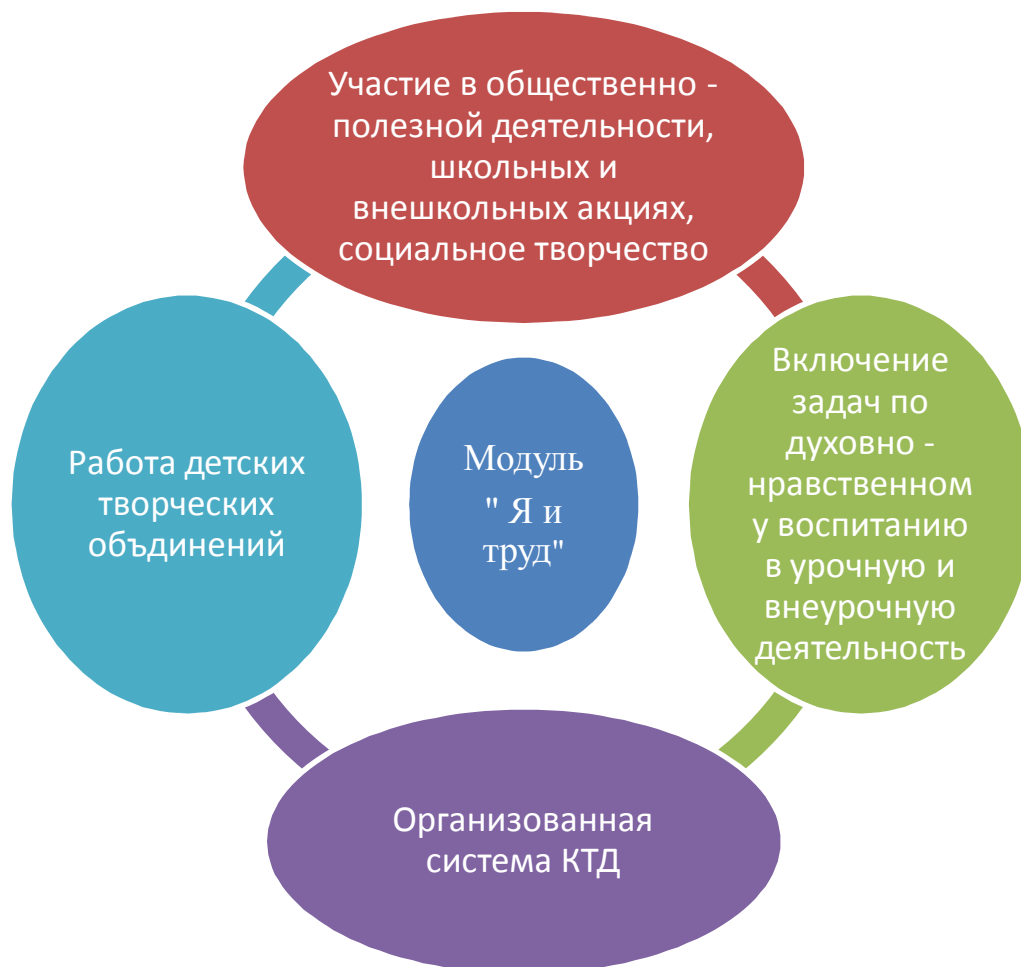 Участие в общественно -
полезной деятельности,
школьных и
внешкольных акциях,
социальное творчество
Включение
задач по
духовно -
нравственном
у воспитанию
в урочную и
внеурочную
деятельность
Работа детских
творческих
объдинений
Модуль
" Я и
труд"
Организованная
система КТД